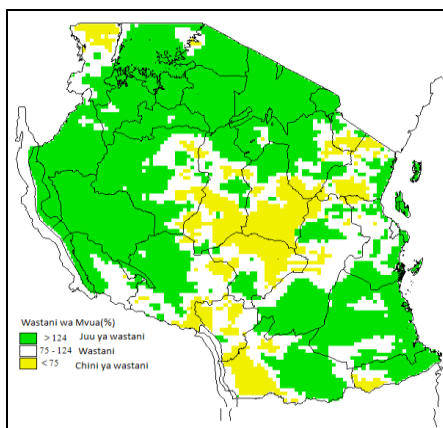 Wastani wa Mvua(%)
> 124 Juu ya wastani
75 - 124 Wastani
< 75 Chini ya wastani